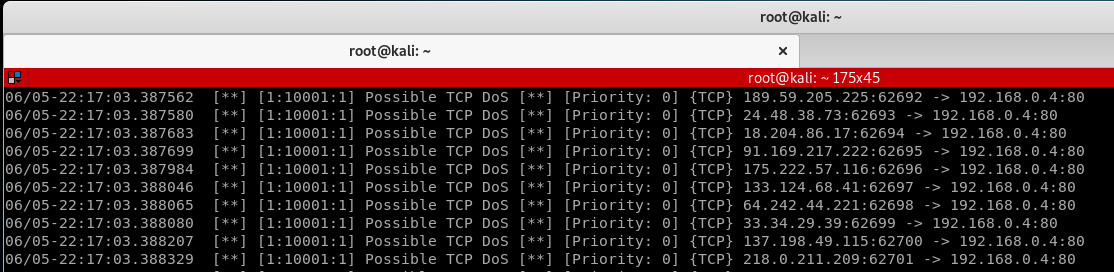 root@kali: ~
root@kali: ~ ×
root@kali: ~ 175x45
06/05-22:17:03.387562 [**] [1:10001:1] Possible TCP DoS [**] [Priority: 0] {TCP} 189.59.205.225:62692 -> 192.168.0.4:80
06/05-22:17:03.387580 [**] [1:10001:1] Possible TCP DoS [**] [Priority: 0] {TCP} 24.48.38.73:62693 -> 192.168.0.4:80
06/05-22:17:03.387683 [**] [1:10001:1] Possible TCP DoS [**] [Priority: 0] {TCP} 18.204.86.17:62694 -> 192.168.0.4:80
06/05-22:17:03.387699 [**] [1:10001:1] Possible TCP DoS [**] [Priority: 0] {TCP} 91.169.217.222:62695 -> 192.168.0.4:80
06/05-22:17:03.387984 [**] [1:10001:1] Possible TCP DoS [**] [Priority: 0] {TCP} 175.222.57.116:62696 -> 192.168.0.4:80
06/05-22:17:03.388046 [**] [1:10001:1] Possible TCP DoS [**] [Priority: 0] {TCP} 133.124.68.41:62697 -> 192.168.0.4:80
06/05-22:17:03.388065 [**] [1:10001:1] Possible TCP DoS [**] [Priority: 0] {TCP} 64.242.44.221:62698 -> 192.168.0.4:80
06/05-22:17:03.388080 [**] [1:10001:1] Possible TCP DoS [**] [Priority: 0] {TCP} 33.34.29.39:62699 -> 192.168.0.4:80
06/05-22:17:03.388207 [**] [1:10001:1] Possible TCP DoS [**] [Priority: 0] {TCP} 137.198.49.115:62700 -> 192.168.0.4:80
06/05-22:17:03.388329 [**] [1:10001:1] Possible TCP DoS [**] [Priority: 0] {TCP} 218.0.211.209:62701 -> 192.168.0.4:80